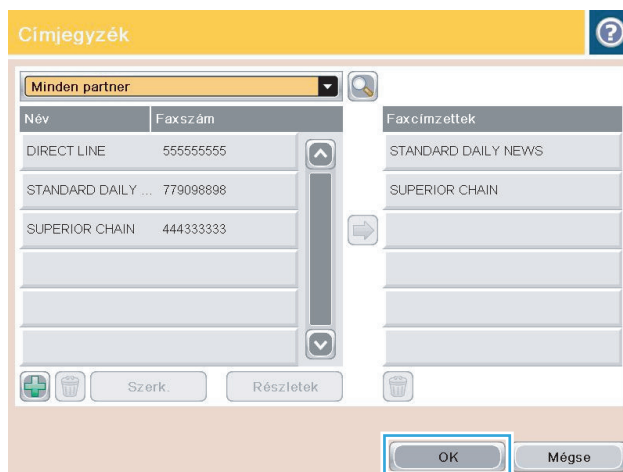 Címjegyzék
Minden partner
Név Faxszám Faxcímzettek
DIRECT LINE 555555555 STANDARD DAILY NEWS
STANDARD DAILY ... 779098898 SUPERIOR CHAIN
SUPERIOR CHAIN 444333333
Szerk. Részletek
OK Mégse